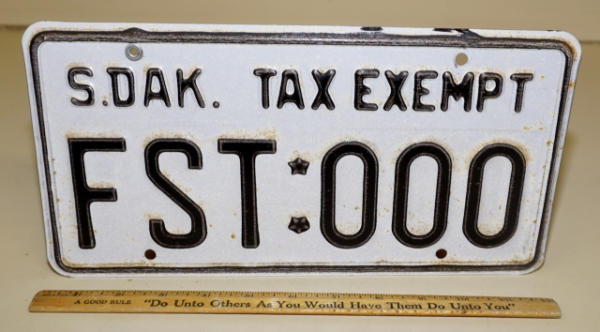 S.DAK. TAX EXEMPT
FST:000
A GOOD RULE "Do Unto Others As You Would Have Them Do Unto You"